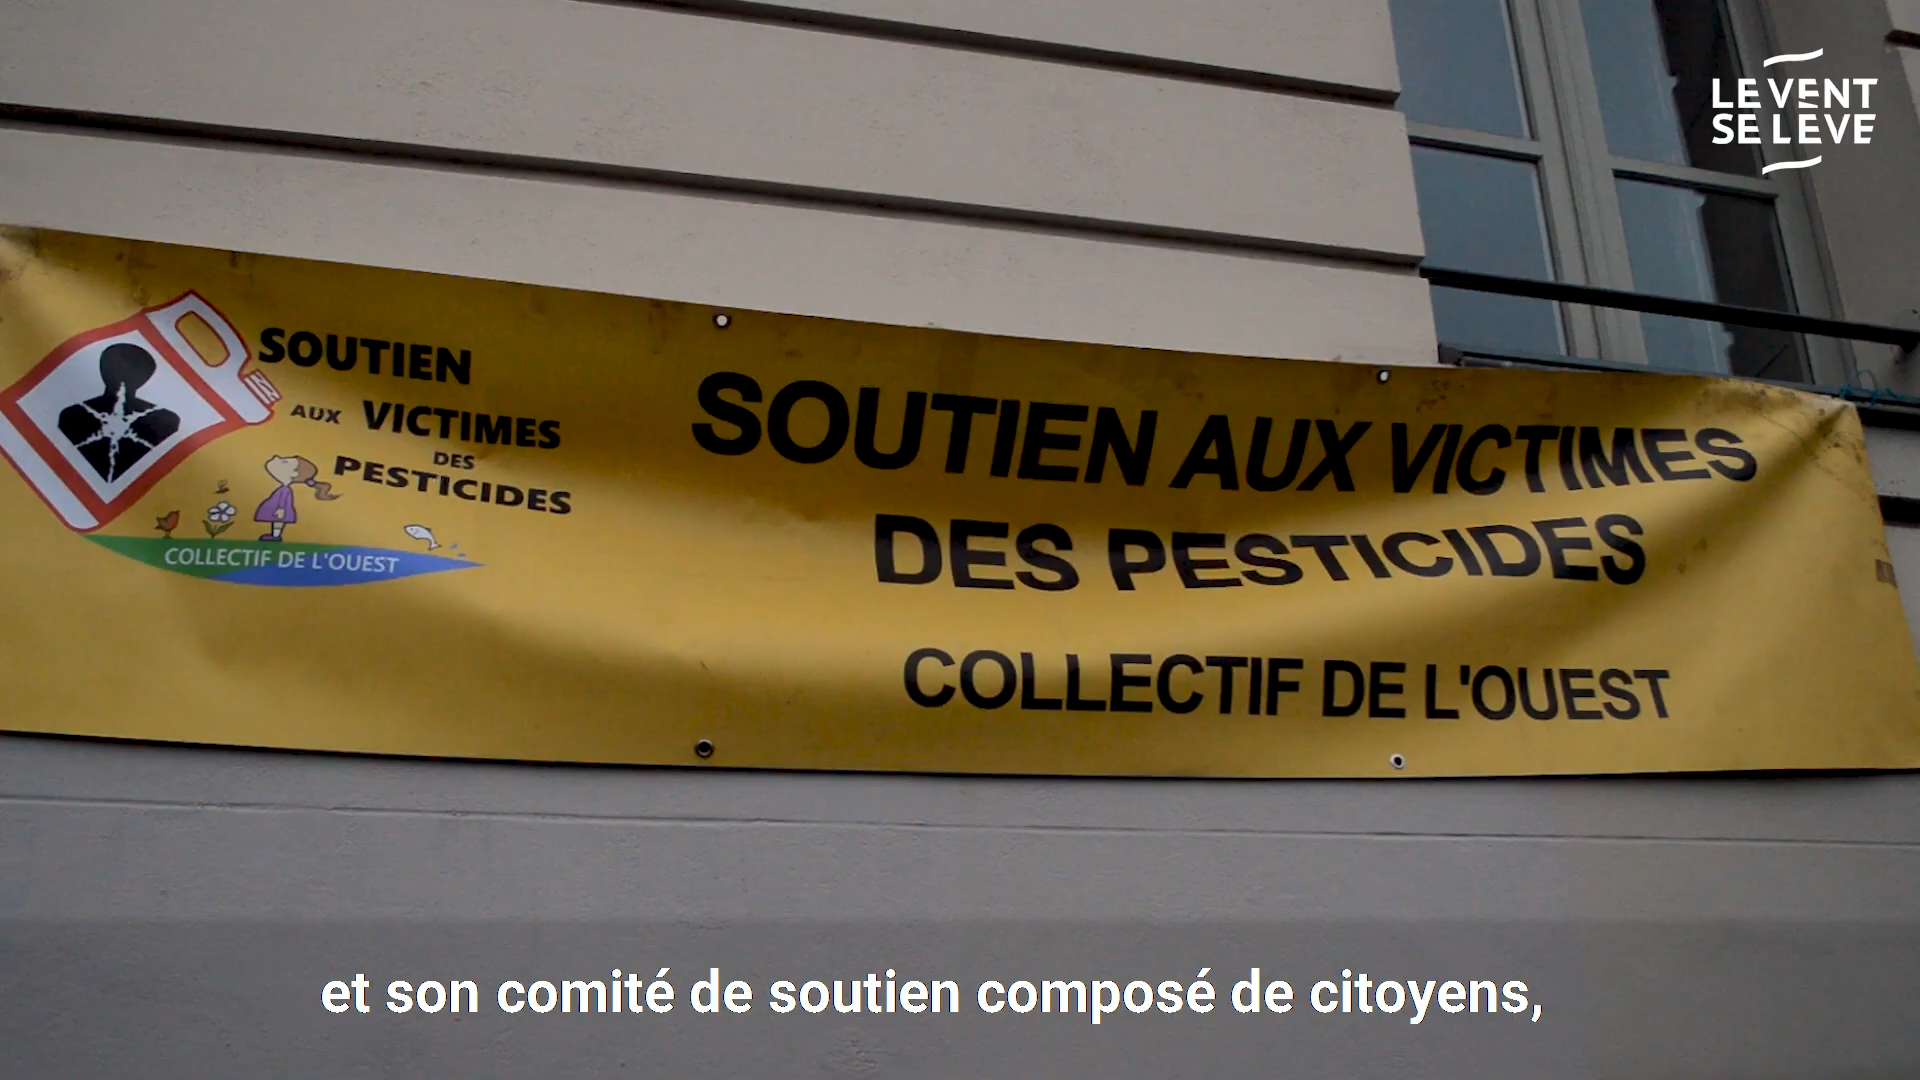 LE VENT
SE LEVE
SOUTIEN
AUX VICTIMES
DES
PESTICIDES
COLLECTIF DE L'OUEST
SOUTIEN AUX VICTIMES
DES PESTICIDES
COLLECTIF DE L'OUEST
et son comité de soutien composé de citoyens,